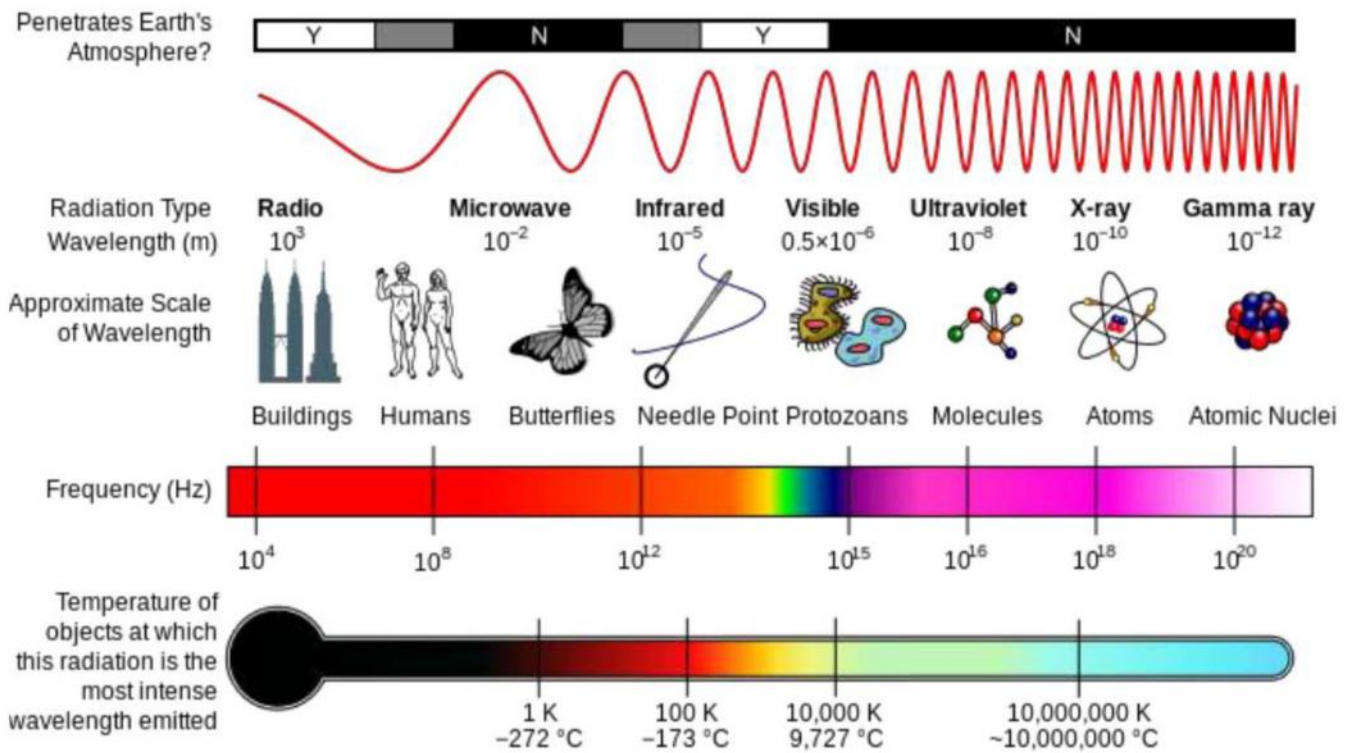 Penetrates Earth's
Atmosphere?
Y N Y N
Radiation Type Radio Microwave Infrared Visible Ultraviolet X-ray Gamma ray
Wavelength (m) 10³ 10⁻² 10⁻⁵ 0.5×10⁻⁶ 10⁻⁸ 10⁻¹⁰ 10⁻¹²
Approximate Scale
of Wavelength
Buildings Humans Butterflies Needle Point Protozoans Molecules Atoms Atomic Nuclei
Frequency (Hz)
10⁴ 10⁸ 10¹² 10¹⁵ 10¹⁶ 10¹⁸ 10²⁰
Temperature of
objects at which
this radiation is the
most intense
wavelength emitted
1 K 100 K 10,000 K 10,000,000 K
−272 °C −173 °C 9,727 °C ~10,000,000 °C